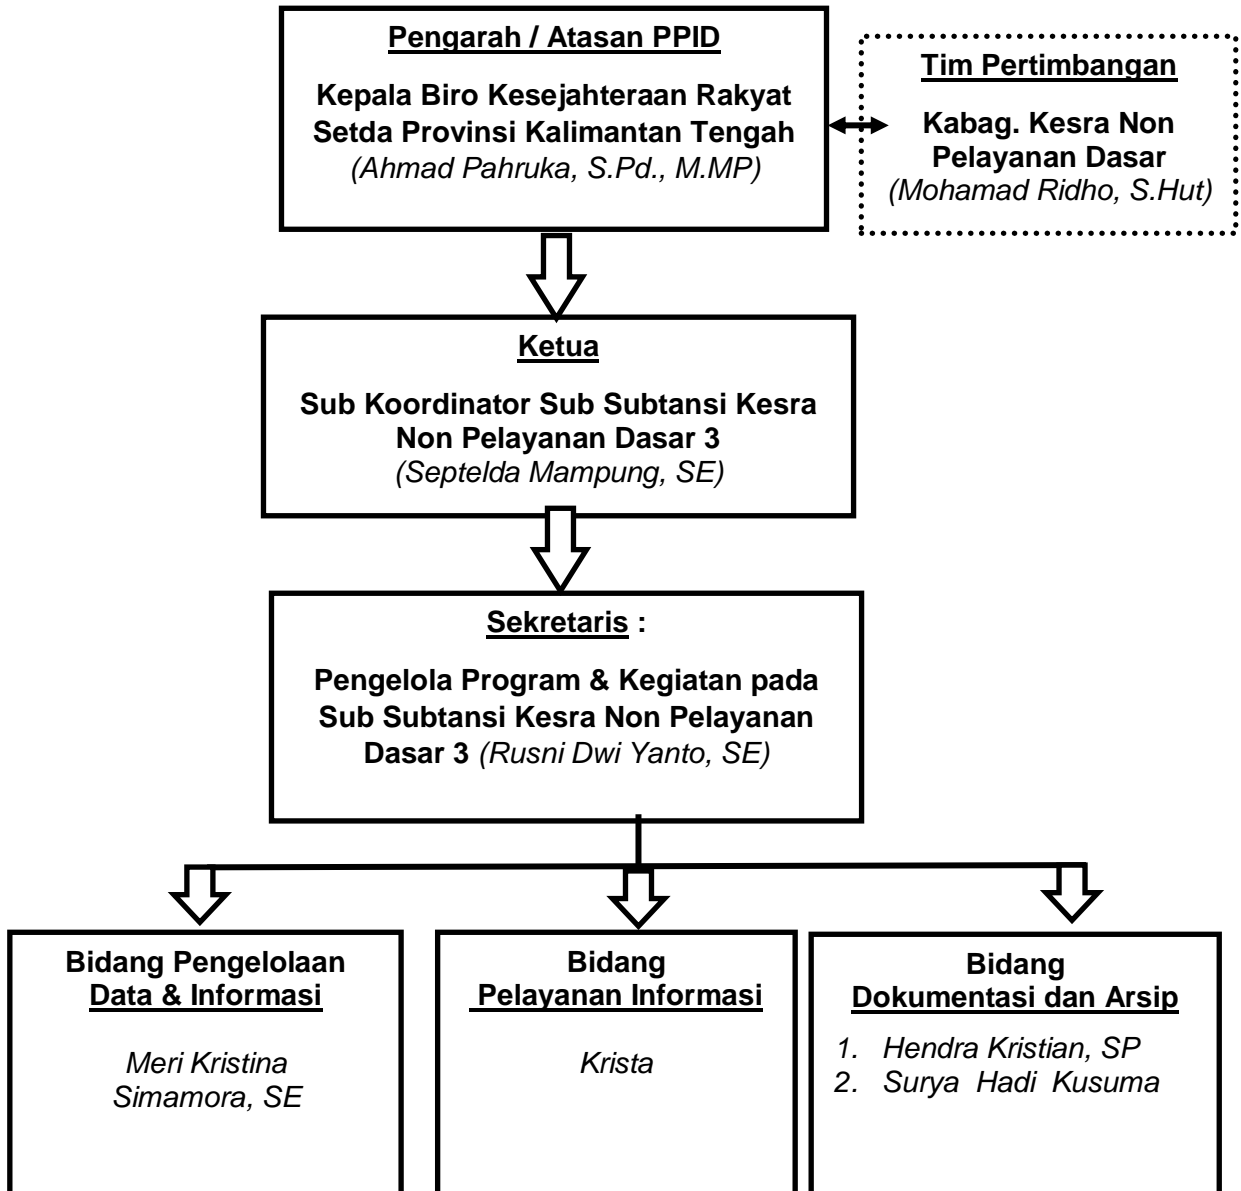 Pengarah / Atasan PPID
Kepala Biro Kesejahteraan Rakyat
Setda Provinsi Kalimantan Tengah
(Ahmad Pahruka, S.Pd., M.MP)
Tim Pertimbangan
Kabag. Kesra Non
Pelayanan Dasar
(Mohamad Ridho, S.Hut)
Ketua
Sub Koordinator Sub Subtansi Kesra
Non Pelayanan Dasar 3
(Septelda Mampung, SE)
Sekretaris :
Pengelola Program & Kegiatan pada
Sub Subtansi Kesra Non Pelayanan
Dasar 3 (Rusni Dwi Yanto, SE)
Bidang Pengelolaan
Data & Informasi
Meri Kristina
Simamora, SE
Bidang
Pelayanan Informasi
Krista
Bidang
Dokumentasi dan Arsip
1. Hendra Kristian, SP
2. Surya Hadi Kusuma